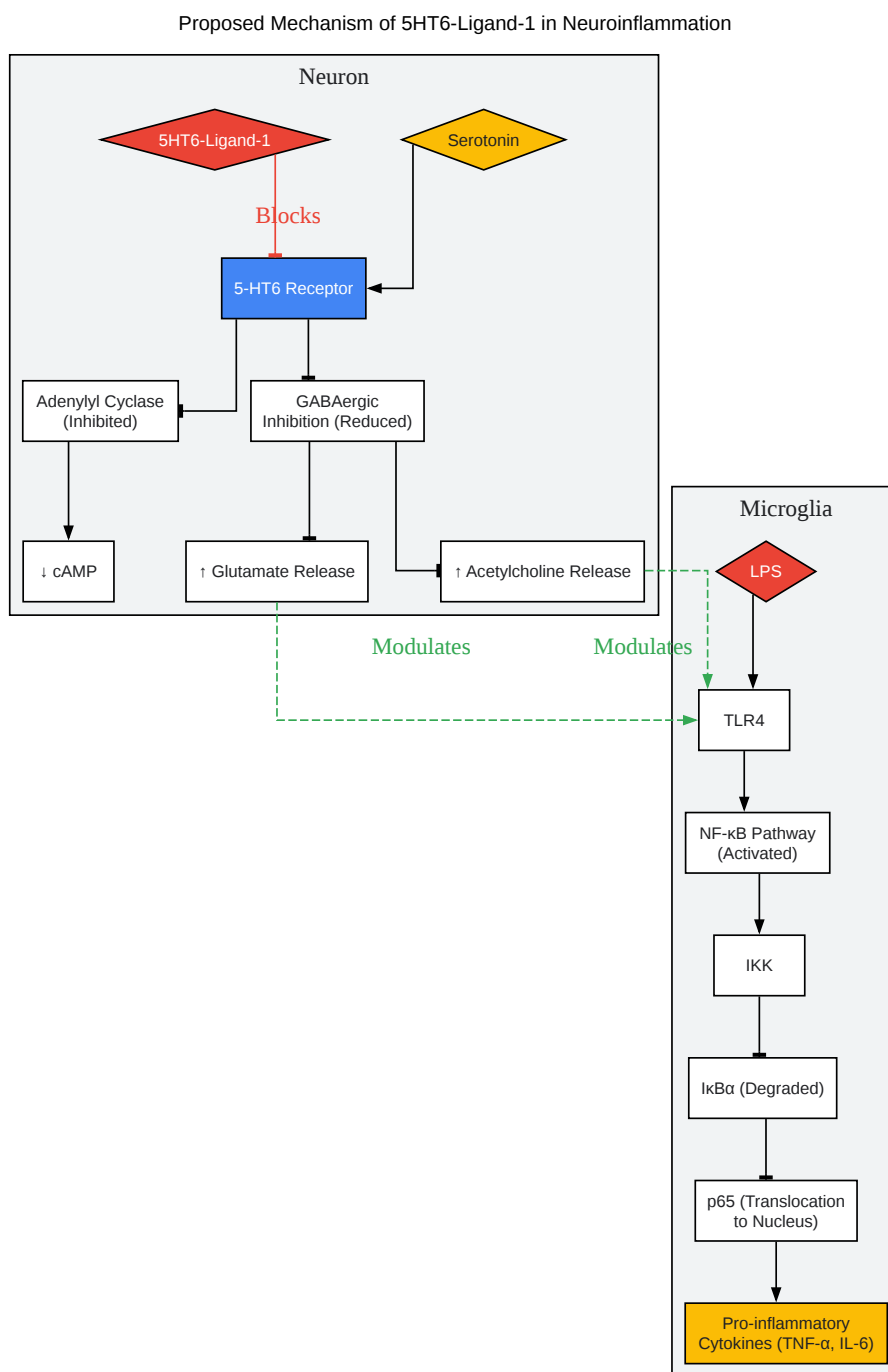 Proposed Mechanism of 5HT6-Ligand-1 in Neuroinflammation
Neuron
5HT6-Ligand-1
Serotonin
Blocks
5-HT6 Receptor
Adenylyl Cyclase
(Inhibited)
GABAergic
Inhibition (Reduced)
Microglia
↓ cAMP
↑ Glutamate Release
↑ Acetylcholine Release
LPS
Modulates
Modulates
TLR4
NF-κB Pathway
(Activated)
IKK
IκBα (Degraded)
p65 (Translocation
to Nucleus)
Pro-inflammatory
Cytokines (TNF-α, IL-6)